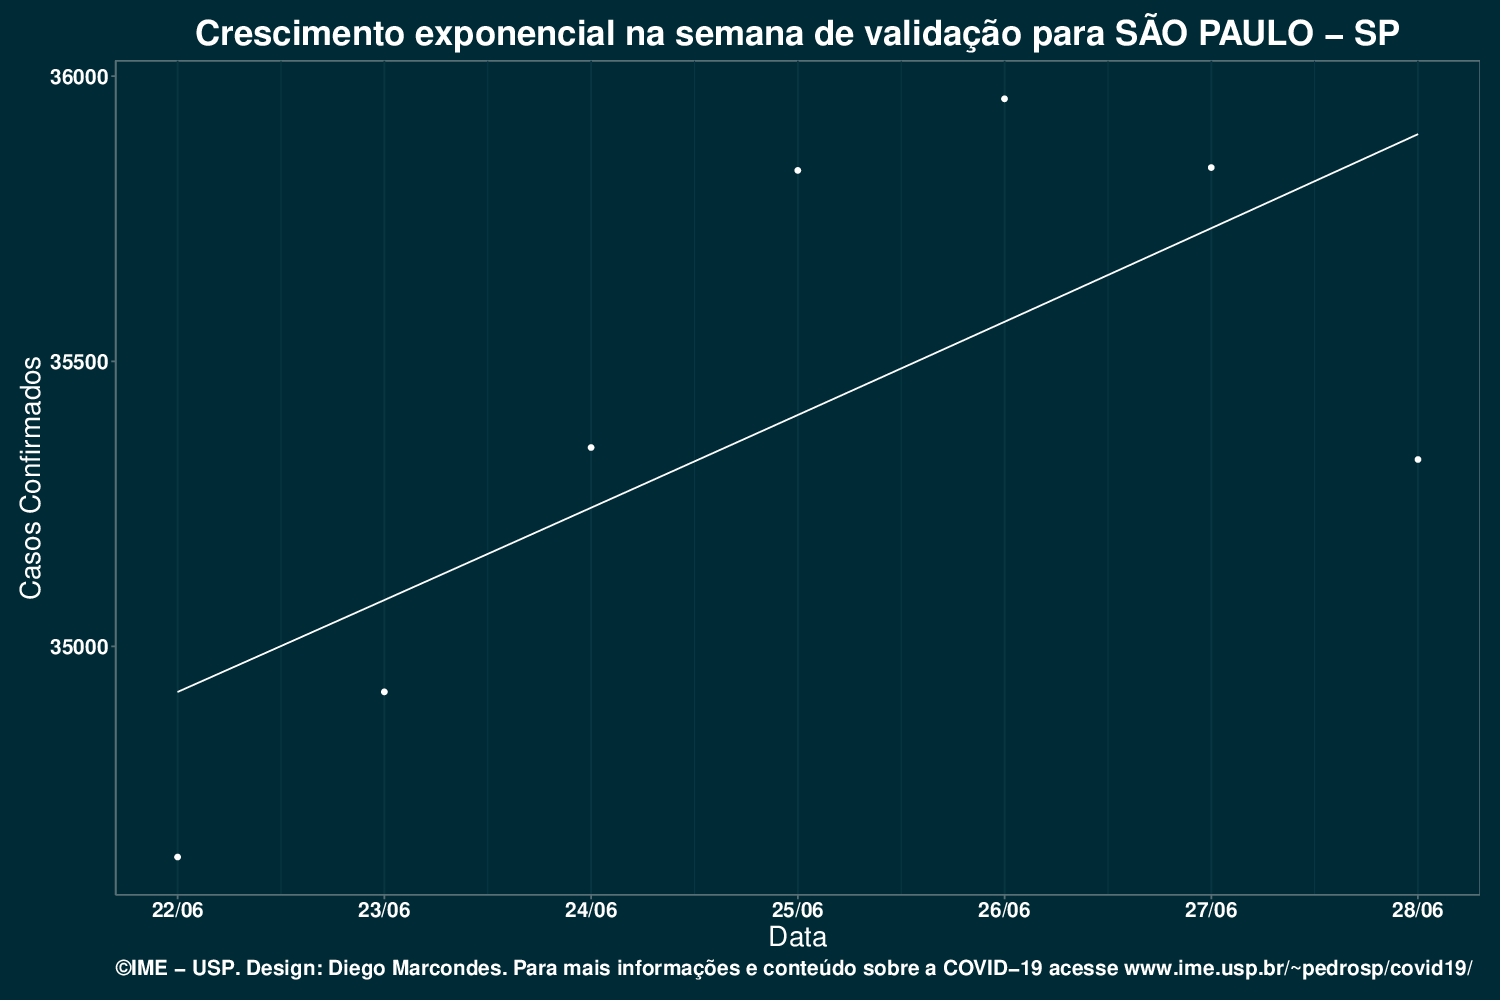 Crescimento exponencial na semana de validação para SÃO PAULO − SP
36000
35500
35000
Casos Confirmados
22/06 23/06 24/06 25/06 26/06 27/06 28/06
Data
©IME − USP. Design: Diego Marcondes. Para mais informações e conteúdo sobre a COVID−19 acesse www.ime.usp.br/~pedrosp/covid19/